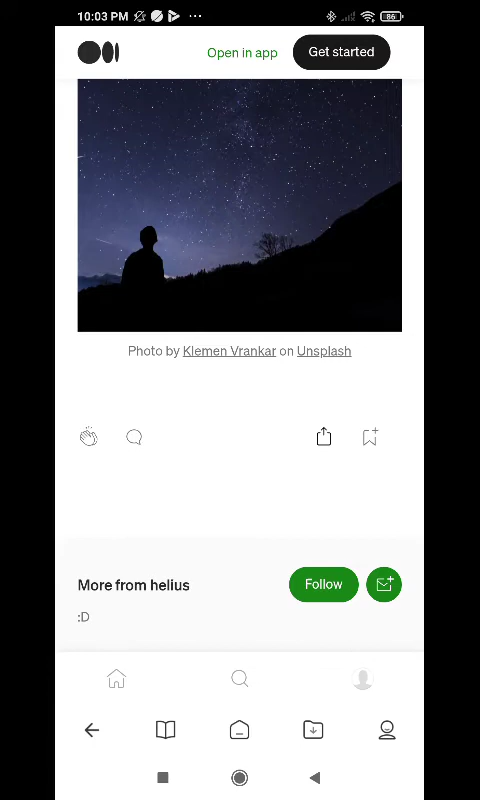 10:03 PM 86
Open in app Get started
Photo by Klemen Vrankar on Unsplash
More from helius Follow
:D